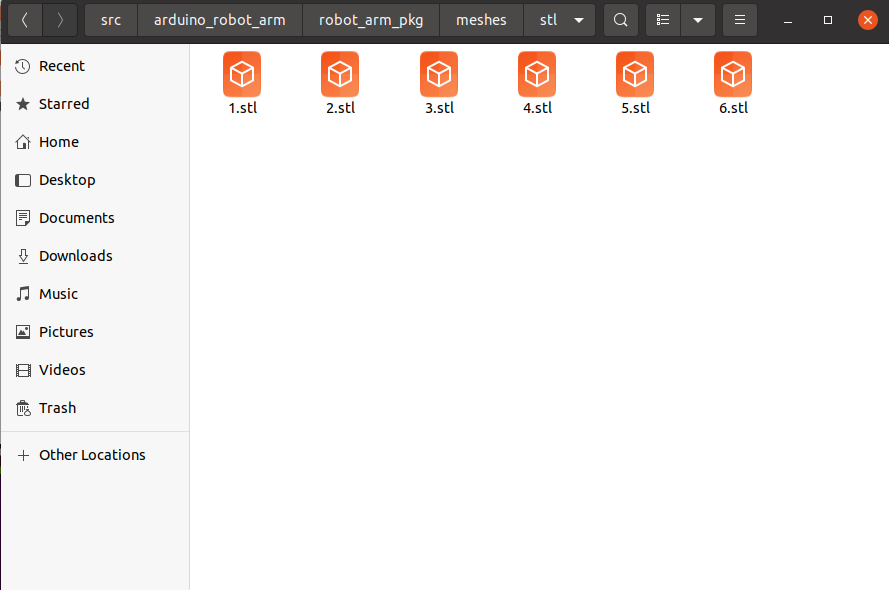 src arduino_robot_arm robot_arm_pkg meshes stl
Recent
Starred
Home
Desktop
Documents
Downloads
Music
Pictures
Videos
Trash
Other Locations
1.stl 2.stl 3.stl 4.stl 5.stl 6.stl